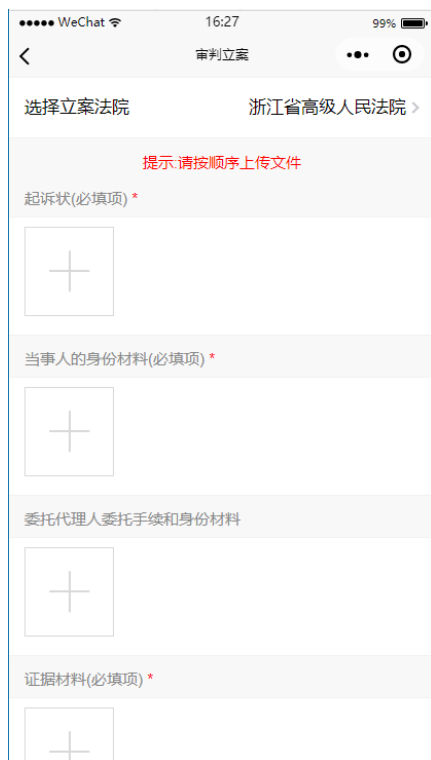 WeChat 16:27 99%
审判立案
选择立案法院 浙江省高级人民法院
提示:请按顺序上传文件
起诉状(必填项) *
当事人的身份材料(必填项) *
委托代理人委托手续和身份材料
证据材料(必填项) *